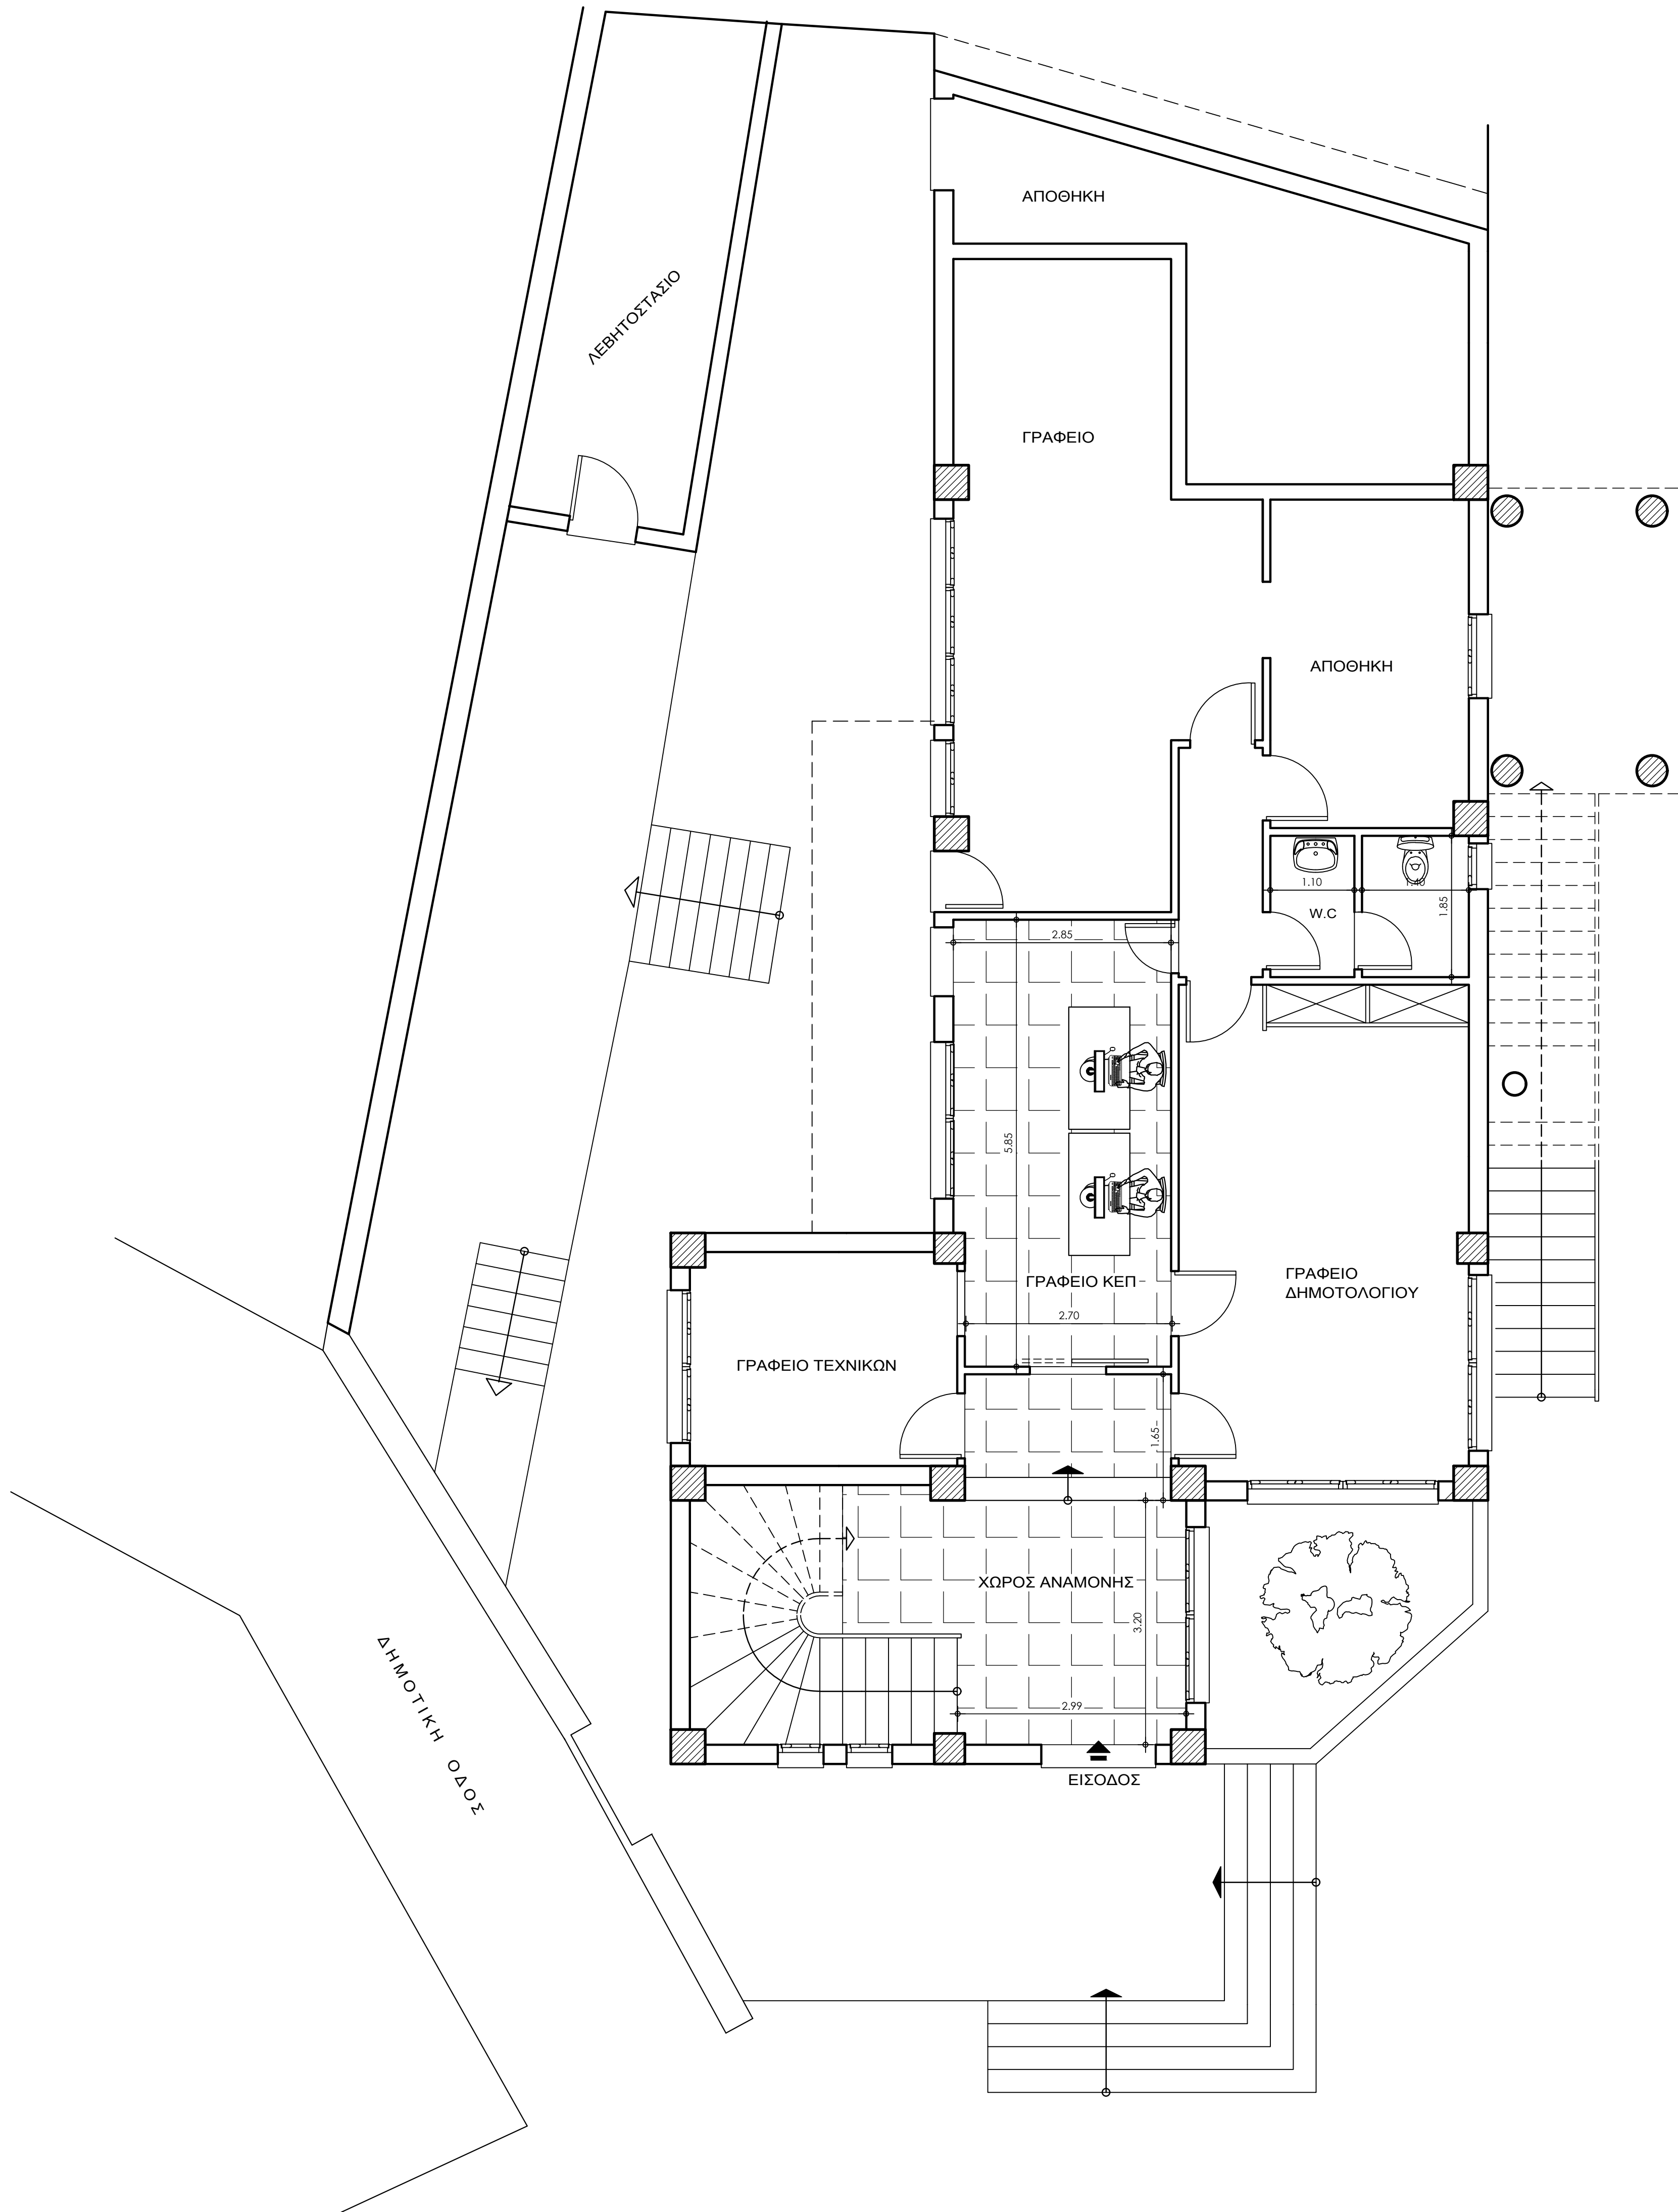 ΑΠΟΘΗΚΗ
ΛΕΒΗΤΟΣΤΑΣΙΟ
ΓΡΑΦΕΙΟ
ΑΠΟΘΗΚΗ
1.10
1.40
W.C
1.85
2.85
5.85
ΓΡΑΦΕΙΟ ΚΕΠ
ΓΡΑΦΕΙΟ
ΔΗΜΟΤΟΛΟΓΙΟΥ
2.70
ΓΡΑΦΕΙΟ ΤΕΧΝΙΚΩΝ
1.65
ΧΩΡΟΣ ΑΝΑΜΟΝΗΣ
3.20
2.99
ΕΙΣΟΔΟΣ
ΔΗΜΟΤΙΚΗ ΟΔΟΣ